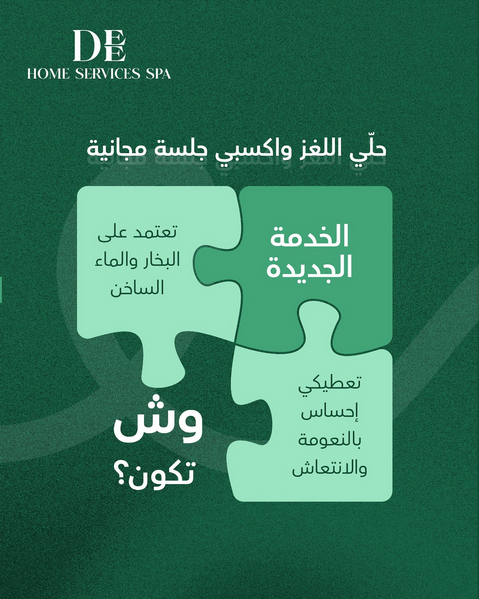 DEE
HOME SERVICES SPA
حلّي اللغز واكسبي جلسة مجانية
الخدمة
الجديدة
تعتمد على
البخار والماء
الساخن
تعطيكي
إحساس
بالنعومة
والانتعاش
وش
تكون؟